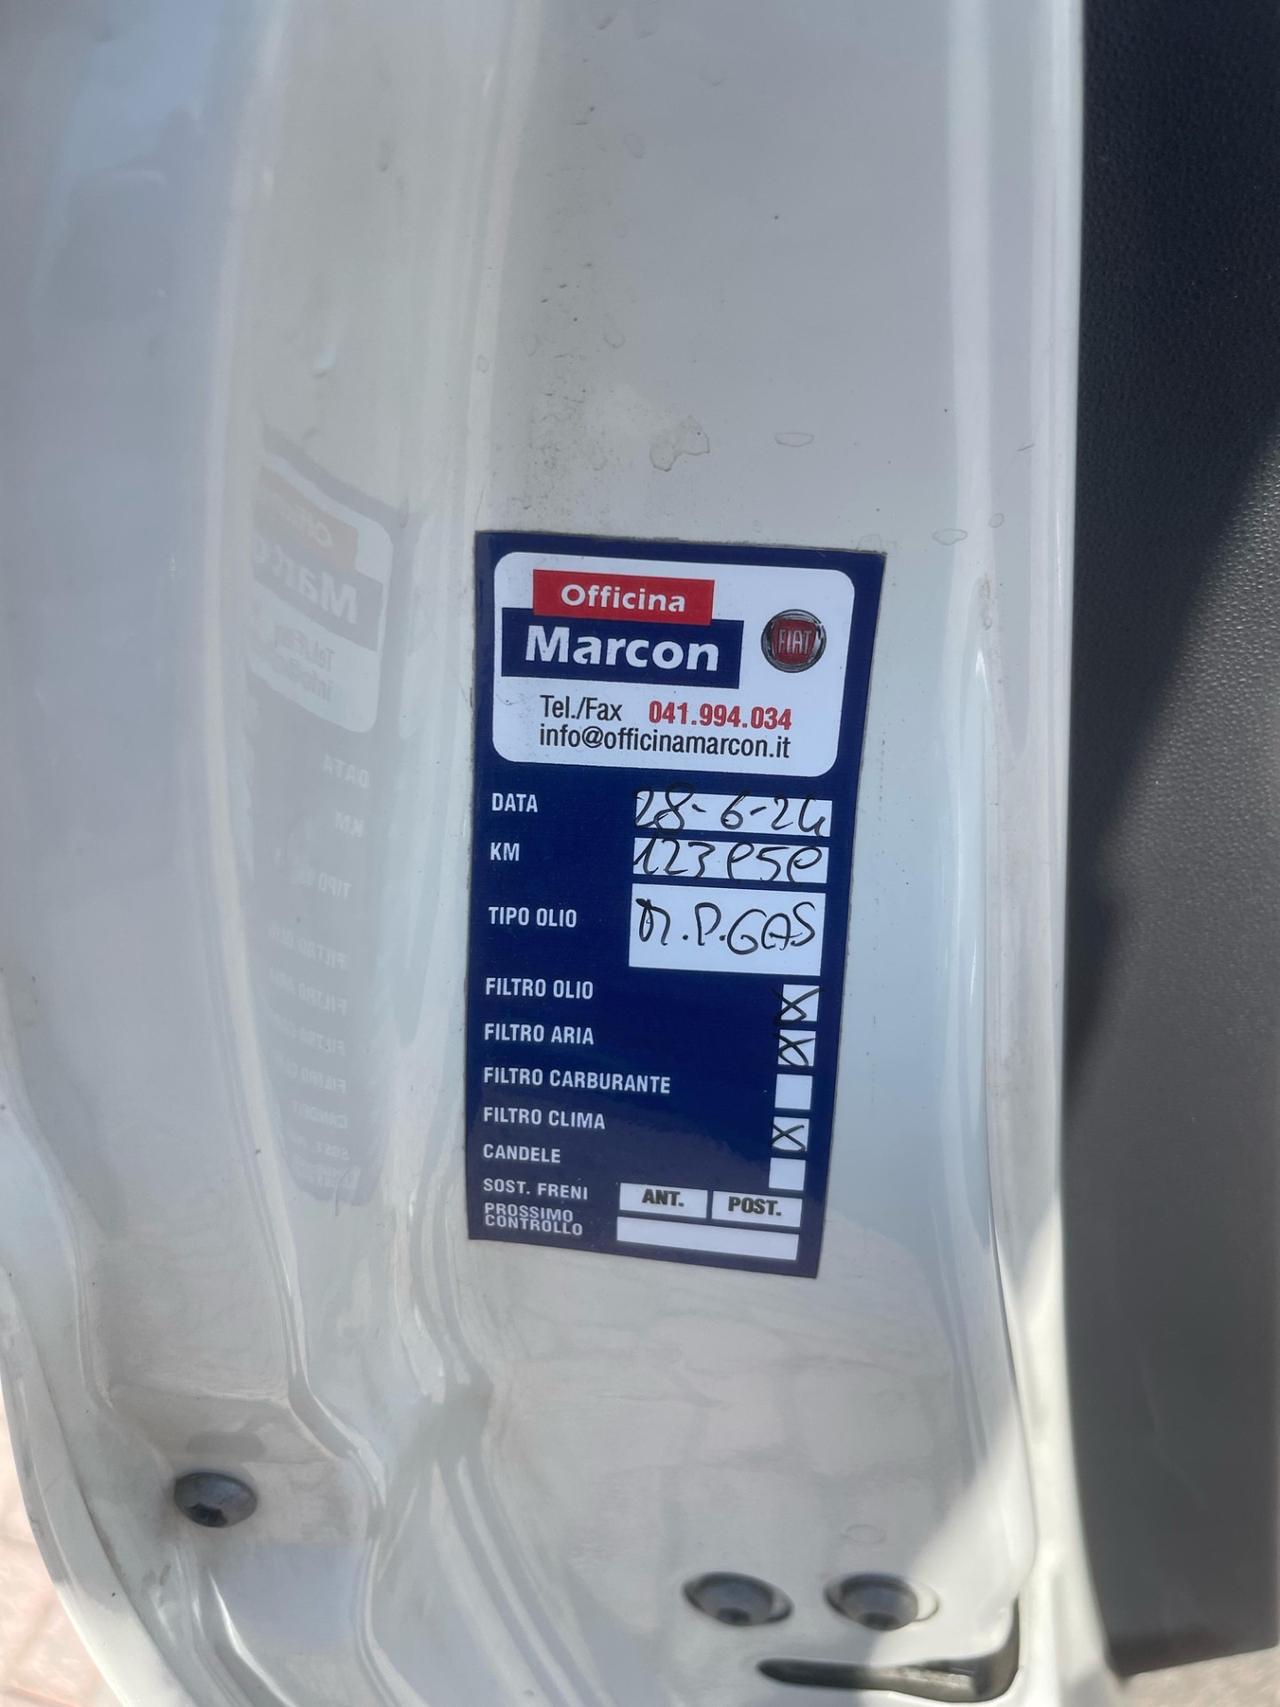 Officina
Marcon
FIAT
Tel./Fax 041.994.034
info@officinamarcon.it
DATA 28-6-24
KM
TIPO OLIO M.P.GAS
FILTRO OLIO X
FILTRO ARIA X
FILTRO CARBURANTE
FILTRO CLIMA X
CANDELE
SOST. FRENI ANT. POST.
PROSSIMO
CONTROLLO